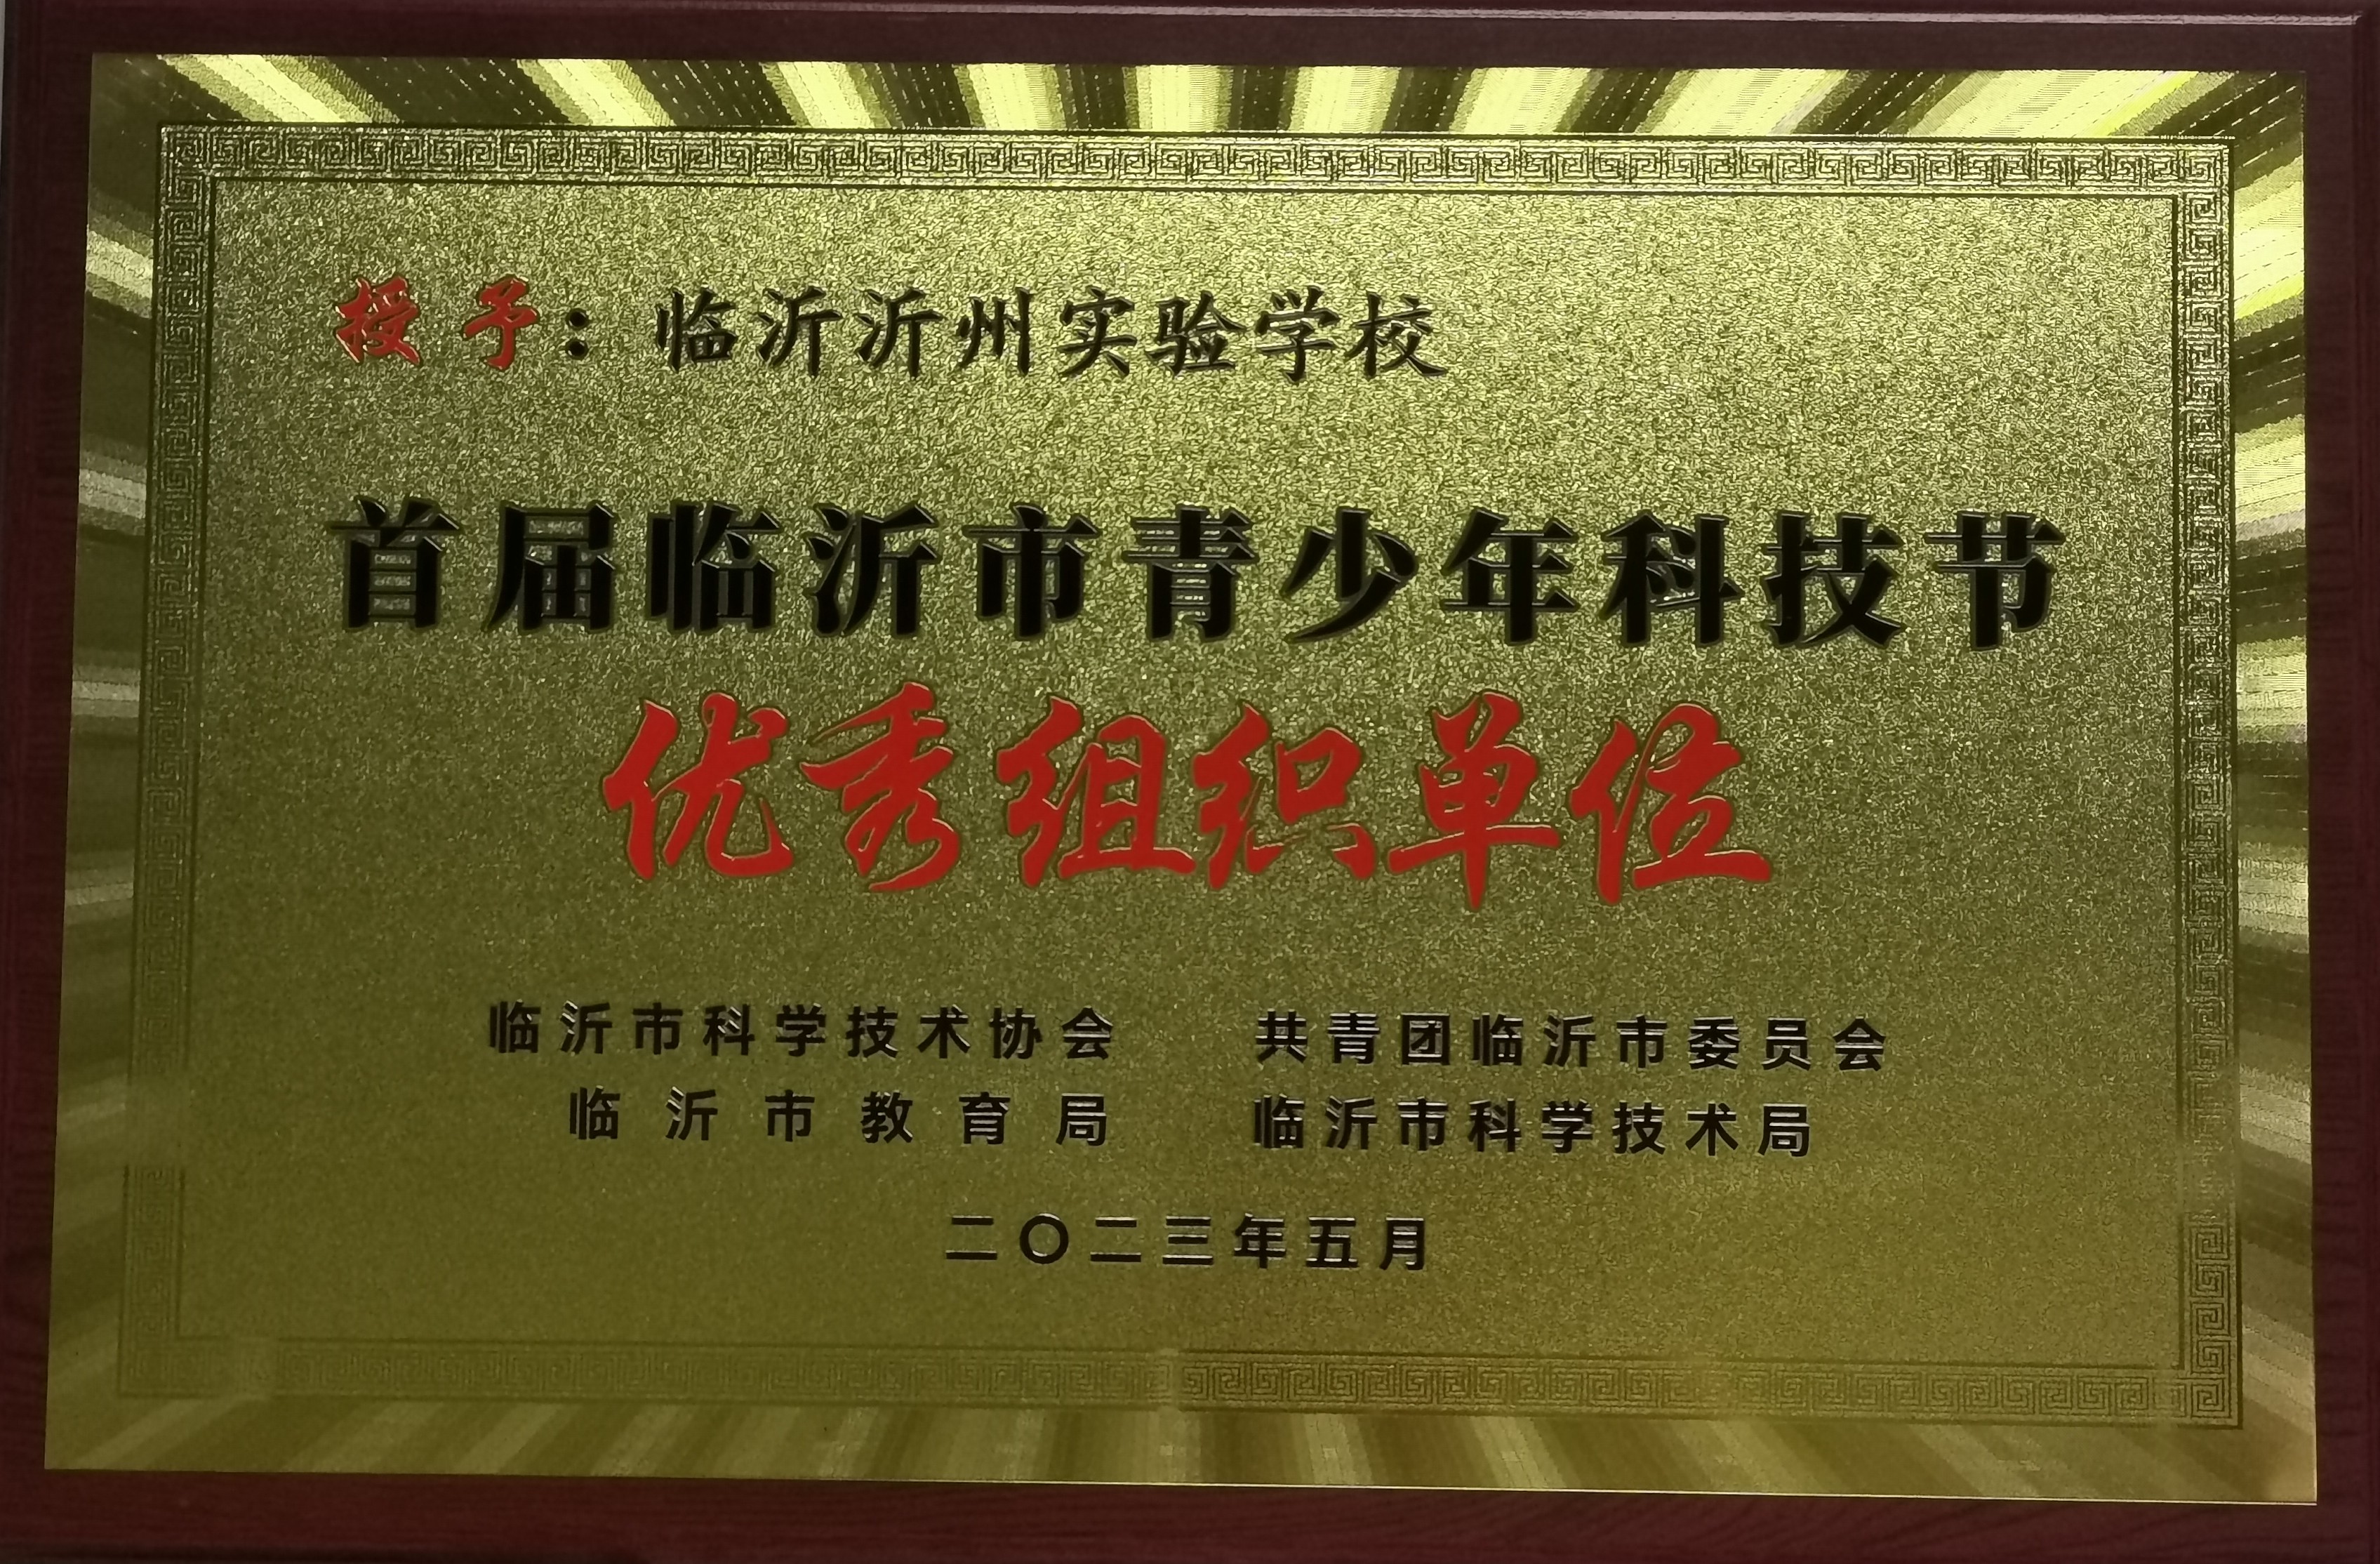 授予：临沂沂州实验学校
首届临沂市青少年科技节
优秀组织单位
临沂市科学技术协会 共青团临沂市委员会
临沂市教育局 临沂市科学技术局
二〇二三年五月